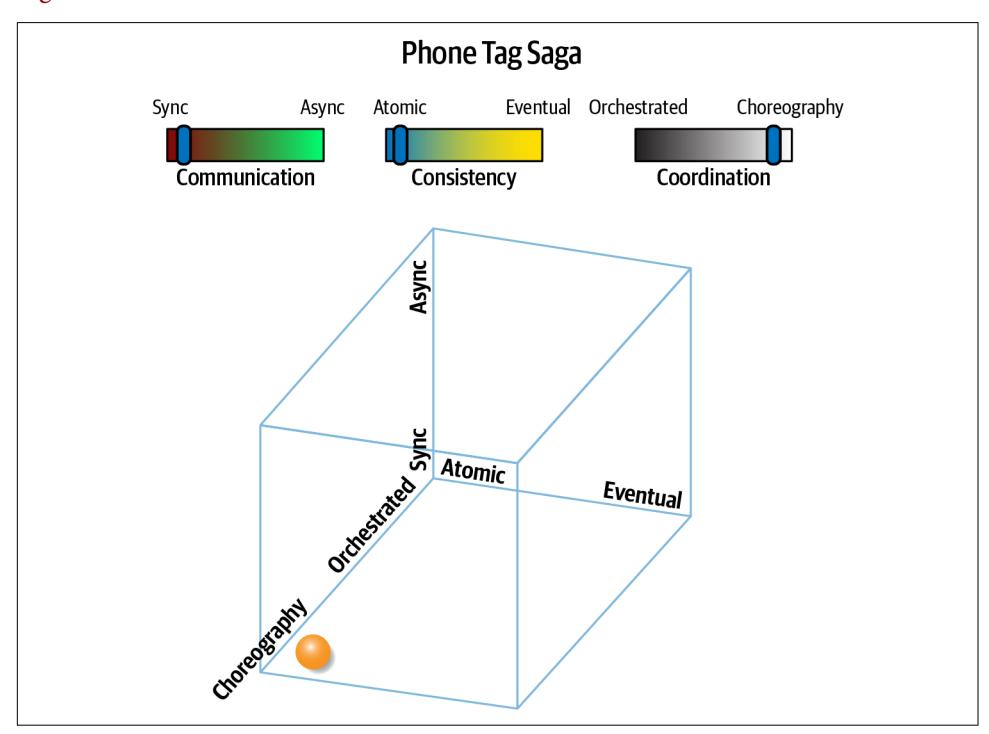 Phone Tag Saga
Sync Async Atomic Eventual Orchestrated Choreography
Communication Consistency Coordination
Async
Sync
Atomic
Eventual
Orchestrated
Choreography